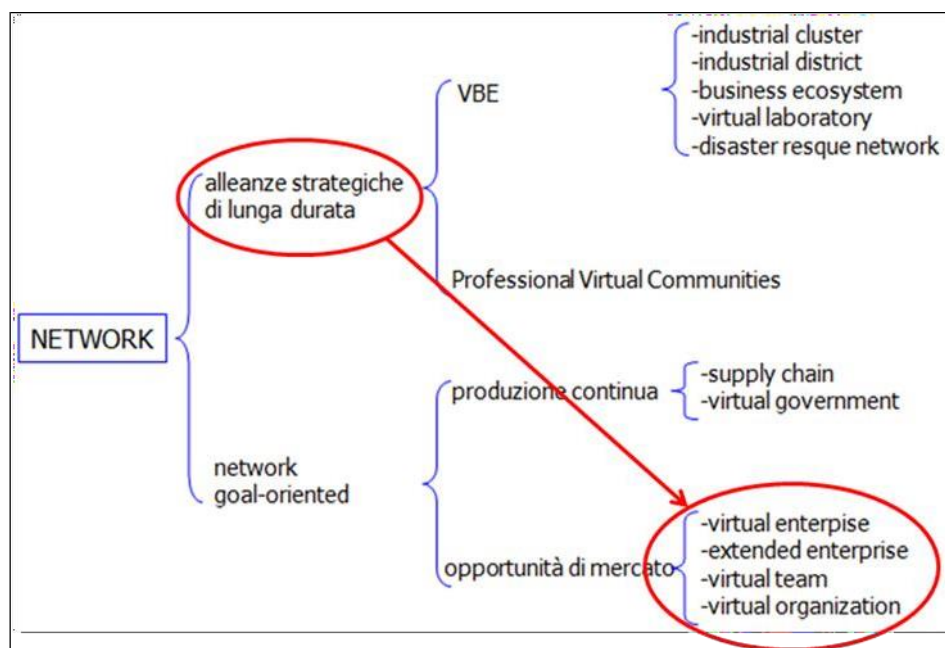 -industrial cluster
-industrial district
VBE
-business ecosystem
-virtual laboratory
-disaster resque network
alleanze strategiche
di lunga durata
Professional Virtual Communities
NETWORK
produzione continua
-supply chain
-virtual government
network
goal-oriented
opportunità di mercato
-virtual enterpise
-extended enterprise
-virtual team
-virtual organization